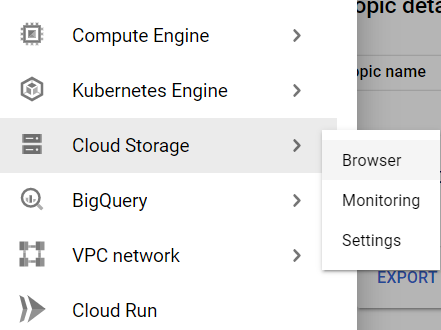 opic deta
Compute Engine
Kubernetes Engine
opic name
Cloud Storage
Browser
Monitoring
Settings
BigQuery
VPC network
EXPORT
Cloud Run